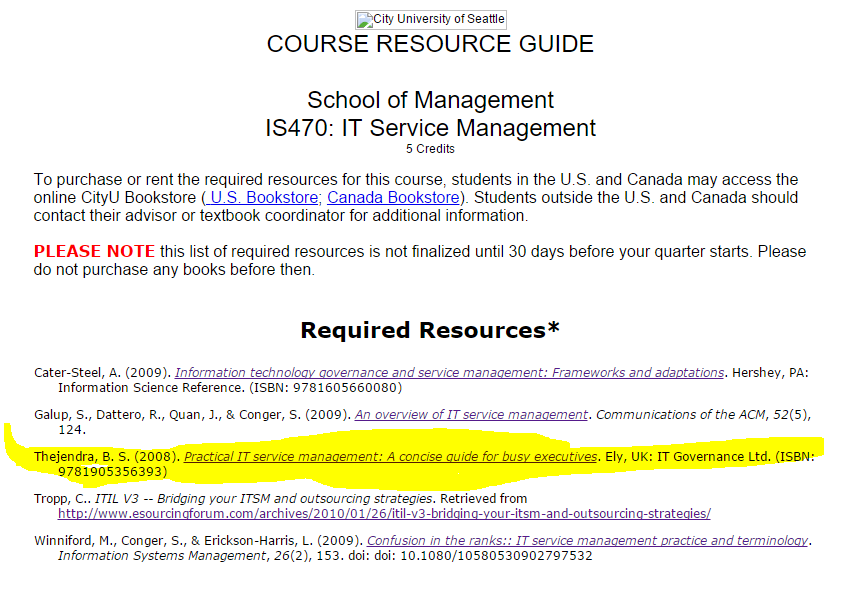 City University of Seattle
COURSE RESOURCE GUIDE
School of Management
IS470: IT Service Management
5 Credits
To purchase or rent the required resources for this course, students in the U.S. and Canada may access the
online CityU Bookstore ( U.S. Bookstore; Canada Bookstore). Students outside the U.S. and Canada should
contact their advisor or textbook coordinator for additional information.
PLEASE NOTE this list of required resources is not finalized until 30 days before your quarter starts. Please
do not purchase any books before then.
Required Resources*
Cater-Steel, A. (2009). Information technology governance and service management: Frameworks and adaptations. Hershey, PA:
Information Science Reference. (ISBN: 9781605660080)
Galup, S., Dattero, R., Quan, J., & Conger, S. (2009). An overview of IT service management. Communications of the ACM, 52(5),
124.
Thejendra, B. S. (2008). Practical IT service management: A concise guide for busy executives. Ely, UK: IT Governance Ltd. (ISBN:
9781905356393)
Tropp, C.. ITIL V3 -- Bridging your ITSM and outsourcing strategies. Retrieved from
http://www.esourcingforum.com/archives/2010/01/26/itil-v3-bridging-your-itsm-and-outsourcing-strategies/
Winniford, M., Conger, S., & Erickson-Harris, L. (2009). Confusion in the ranks:: IT service management practice and terminology.
Information Systems Management, 26(2), 153. doi: doi: 10.1080/10580530902797532